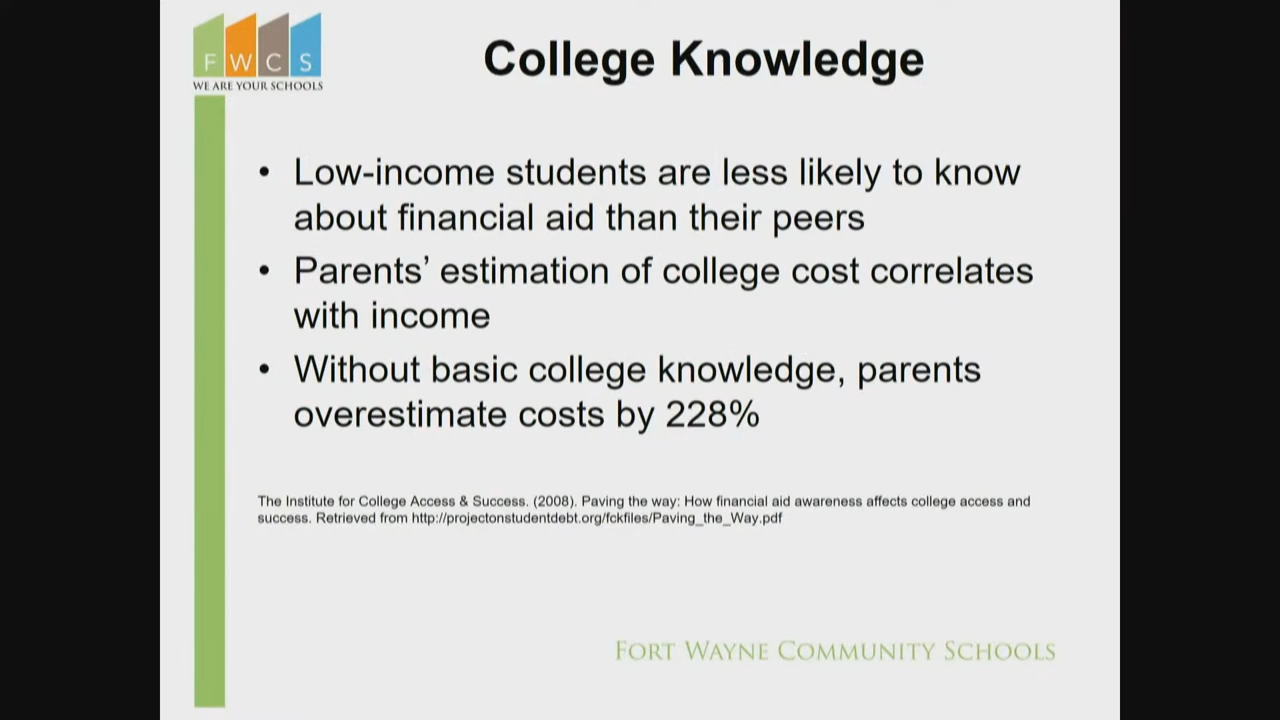 F W C S
WE ARE YOUR SCHOOLS
College Knowledge
• Low-income students are less likely to know
about financial aid than their peers
• Parents’ estimation of college cost correlates
with income
• Without basic college knowledge, parents
overestimate costs by 228%
The Institute for College Access & Success. (2008). Paving the way: How financial aid awareness affects college access and
success. Retrieved from http://projectonstudentdebt.org/fckfiles/Paving_the_Way.pdf
FORT WAYNE COMMUNITY SCHOOLS